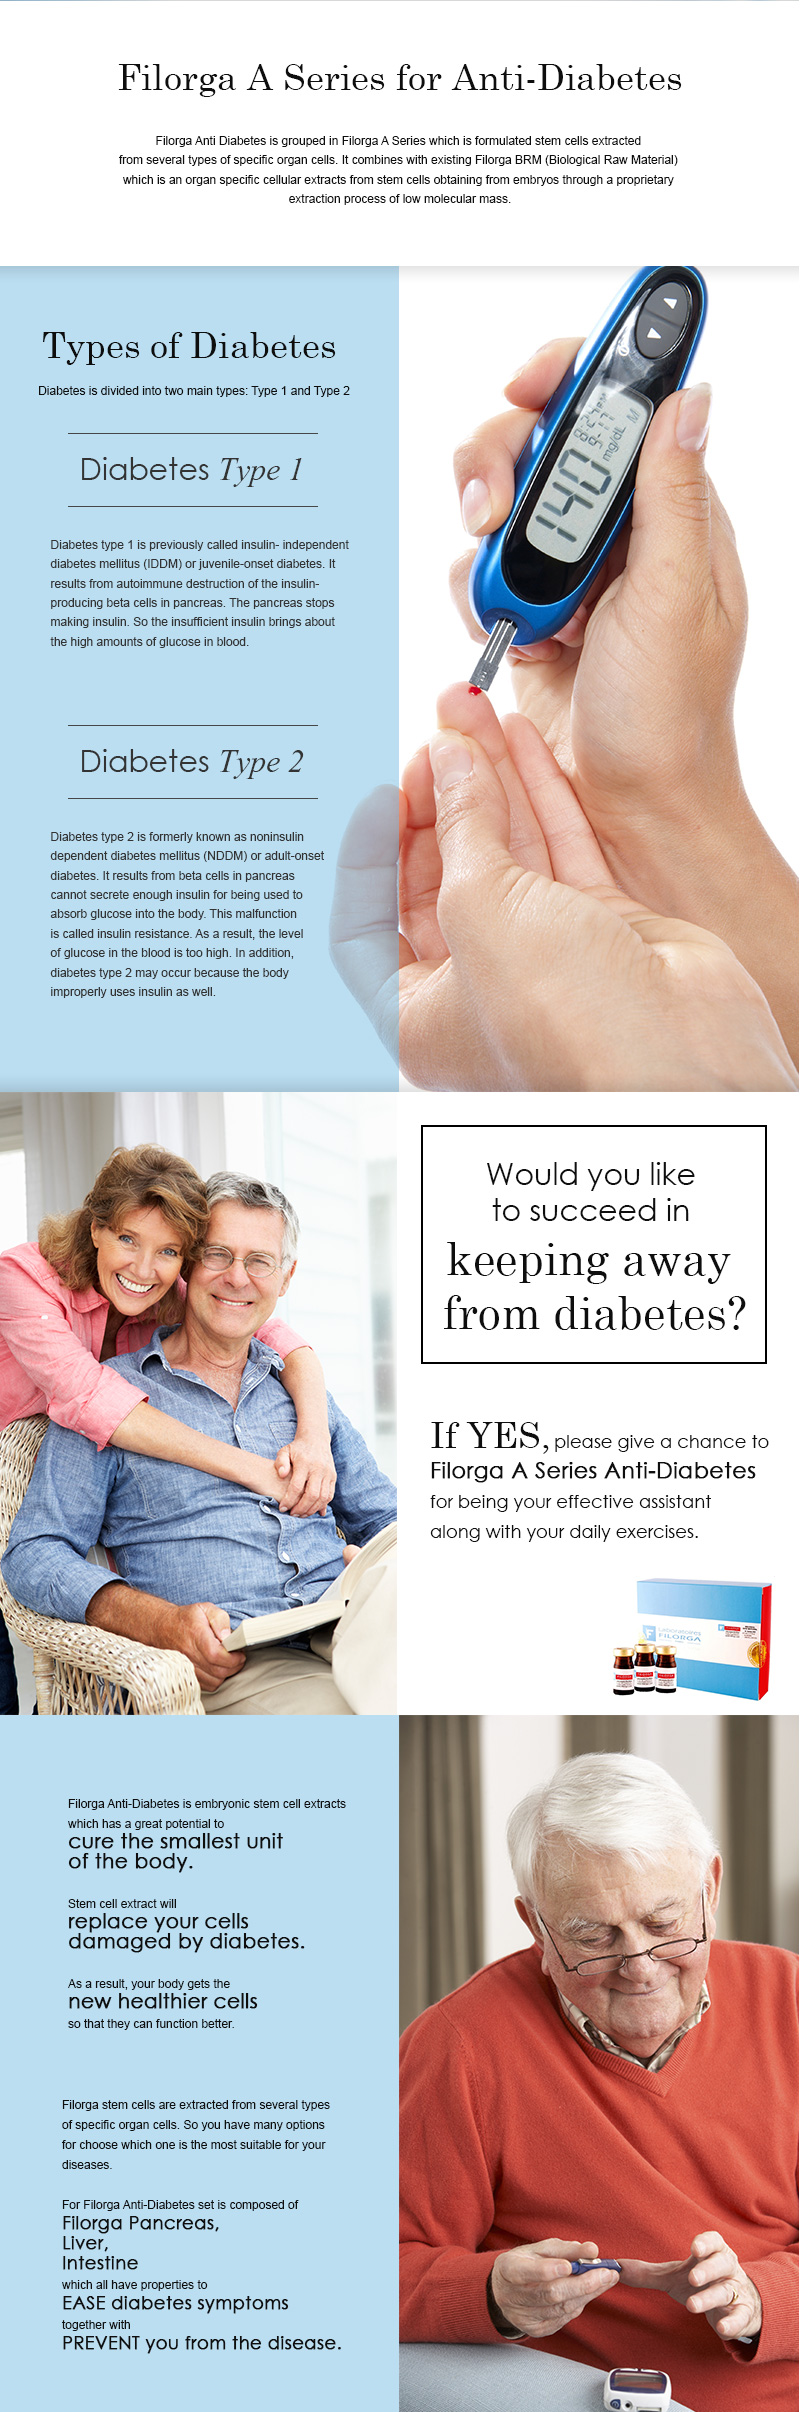 Filorga A Series for Anti-Diabetes
Filorga Anti Diabetes is grouped in Filorga A Series which is formulated stem cells extracted
from several types of specific organ cells. It combines with existing Filorga BRM (Biological Raw Material)
which is an organ specific cellular extracts from stem cells obtaining from embryos through a proprietary
extraction process of low molecular mass.
Types of Diabetes
Diabetes is divided into two main types: Type 1 and Type 2
Diabetes Type 1
Diabetes type 1 is previously called insulin- independent
diabetes mellitus (IDDM) or juvenile-onset diabetes. It
results from autoimmune destruction of the insulin-
producing beta cells in pancreas. The pancreas stops
making insulin. So the insufficient insulin brings about
the high amounts of glucose in blood.
140
mg/dL
M
Diabetes Type 2
Diabetes type 2 is formerly known as noninsulin
dependent diabetes mellitus (NDDM) or adult-onset
diabetes. It results from beta cells in pancreas
cannot secrete enough insulin for being used to
absorb glucose into the body. This malfunction
is called insulin resistance. As a result, the level
of glucose in the blood is too high. In addition,
diabetes type 2 may occur because the body
improperly uses insulin as well.
Would you like
to succeed in
keeping away
from diabetes?
If YES, please give a chance to
Filorga A Series Anti-Diabetes
for being your effective assistant
along with your daily exercises.
FILORGA
Filorga Anti-Diabetes is embryonic stem cell extracts
which has a great potential to
cure the smallest unit
of the body.
Stem cell extract will
replace your cells
damaged by diabetes.
As a result, your body gets the
new healthier cells
so that they can function better.
Filorga stem cells are extracted from several types
of specific organ cells. So you have many options
for choose which one is the most suitable for your
diseases.
For Filorga Anti-Diabetes set is composed of
Filorga Pancreas,
Liver,
Intestine
which all have properties to
EASE diabetes symptoms
together with
PREVENT you from the disease.